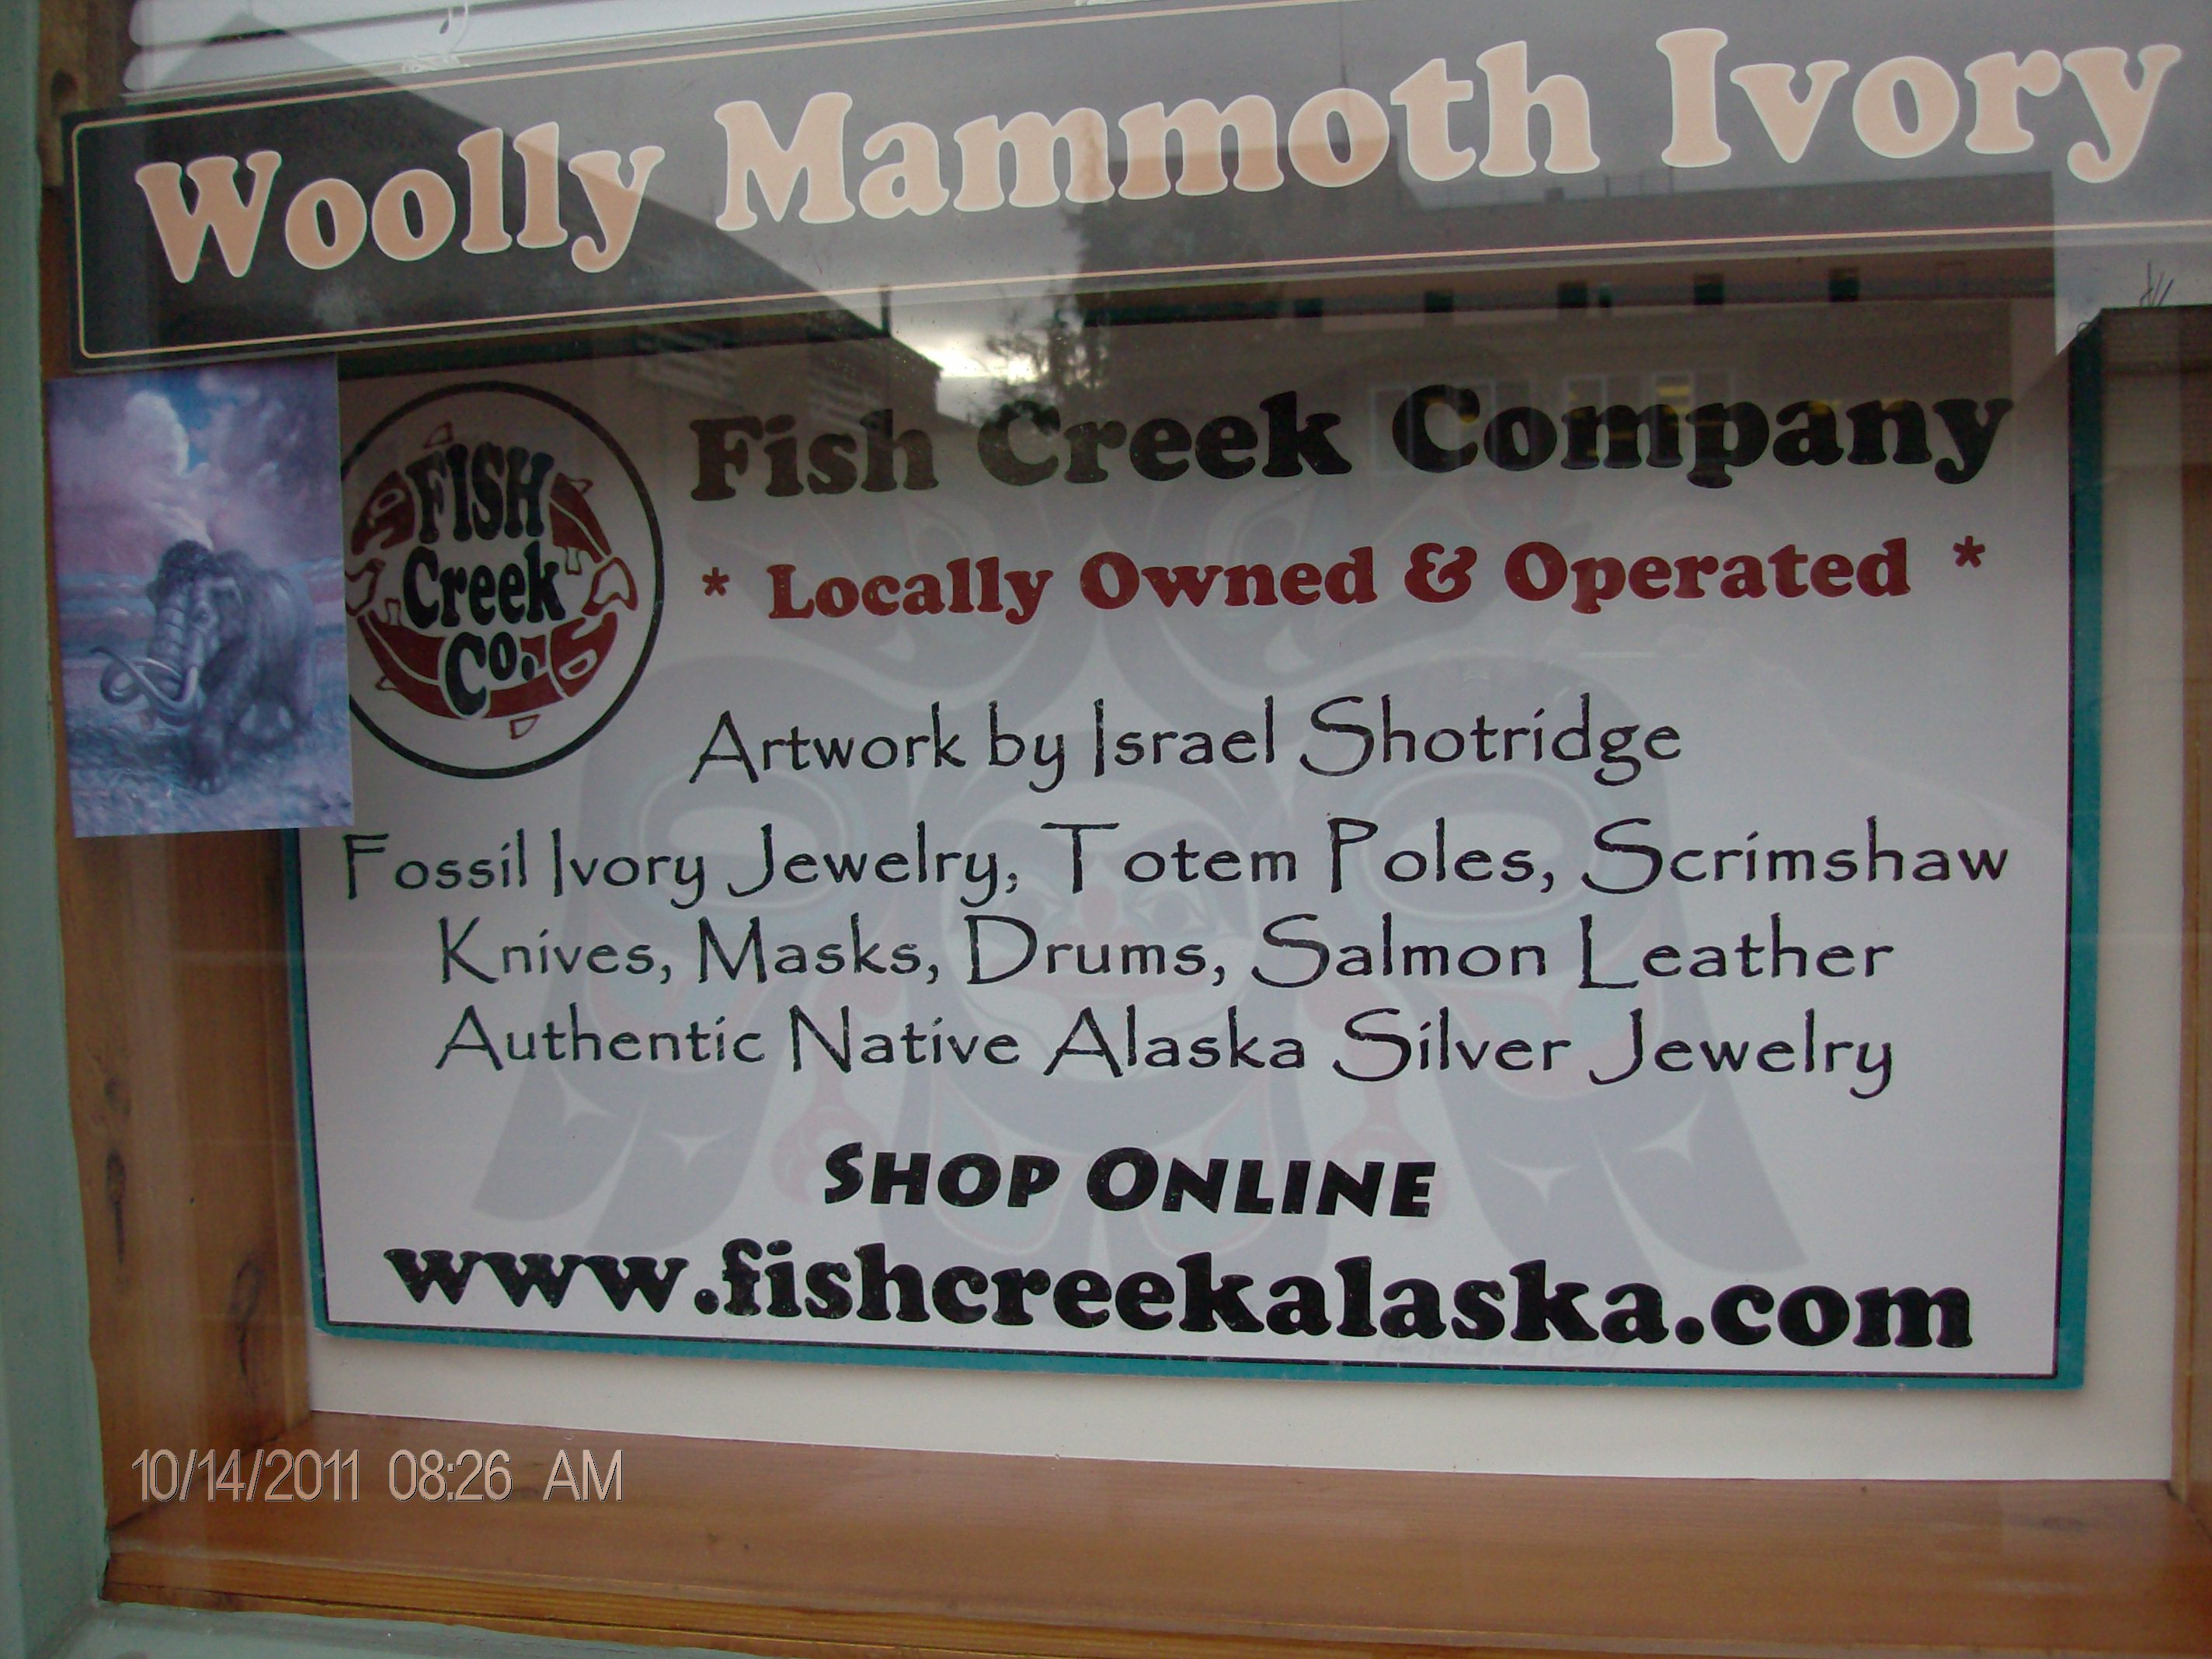 Woolly Mammoth Ivory
FISH
Creek
Co.
Fish Creek Company
* Locally Owned & Operated *
Artwork by Israel Shotridge
Fossil Ivory Jewelry, Totem Poles, Scrimshaw
Knives, Masks, Drums, Salmon Leather
Authentic Native Alaska Silver Jewelry
SHOP ONLINE
www.fishcreekalaska.com
10/14/2011 08:26 AM